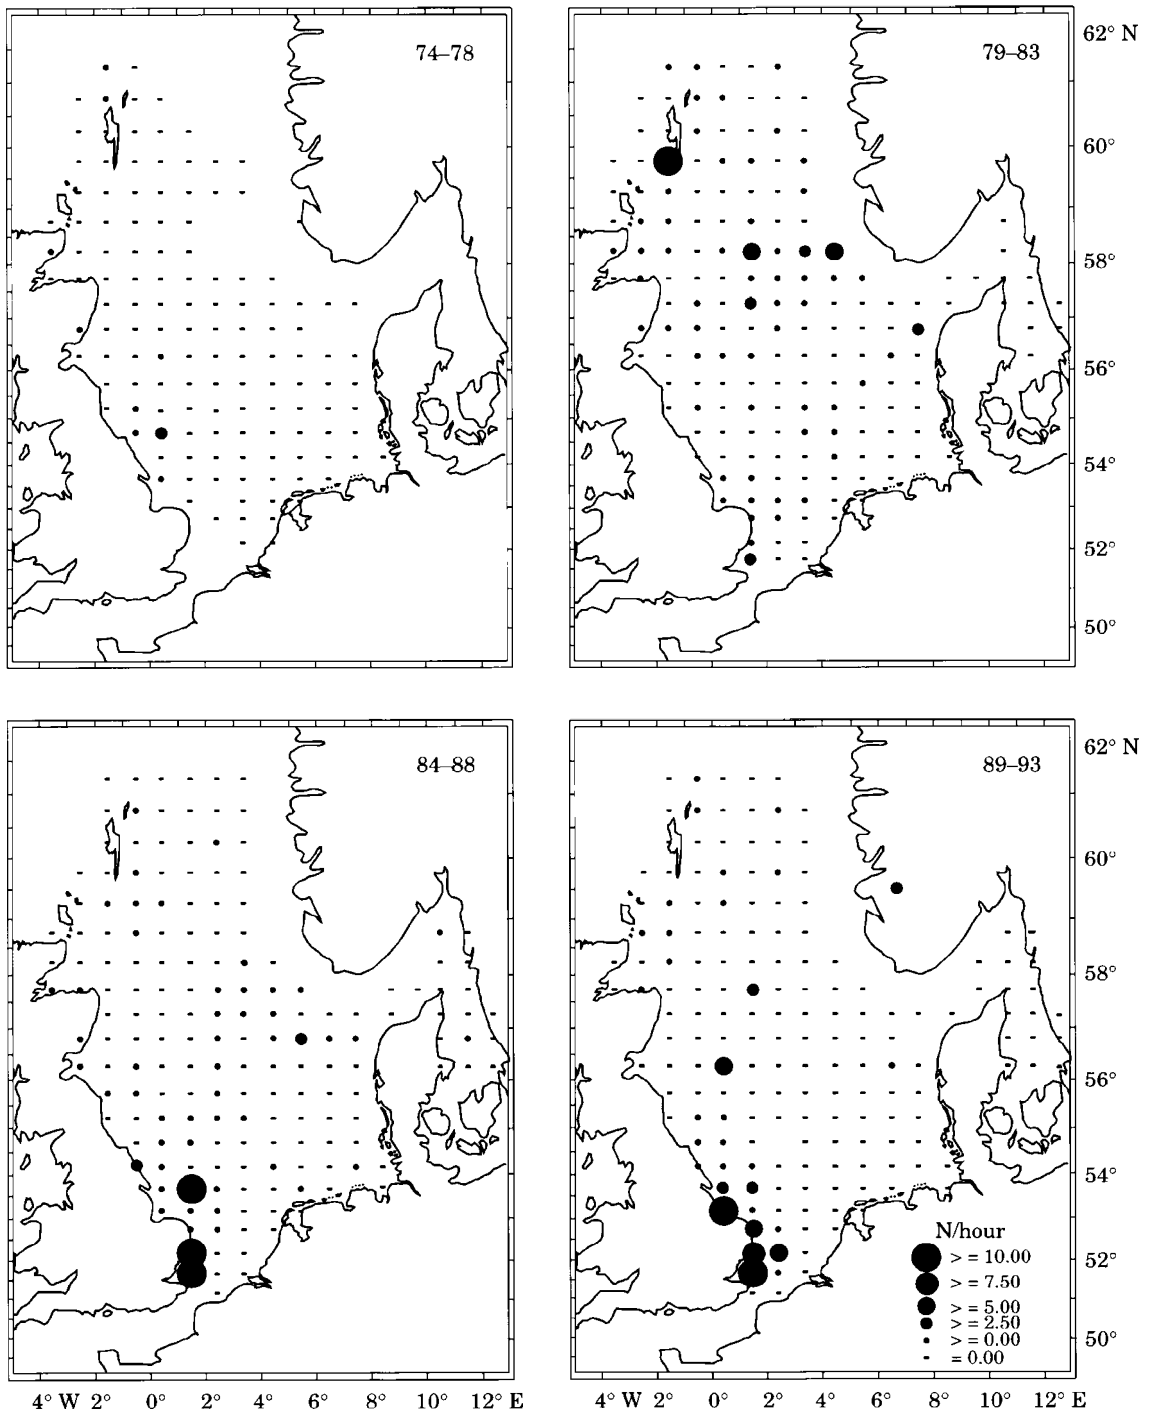 74–78
79–83
62° N
60°
58°
56°
54°
52°
50°
84–88
89–93
62° N
60°
58°
56°
54°
52°
50°
N/hour
> = 10.00
> = 7.50
> = 5.00
> = 2.50
> = 0.00
= 0.00
4° W 2° 0° 2° 4° 6° 8° 10° 12° E
4° W 2° 0° 2° 4° 6° 8° 10° 12° E